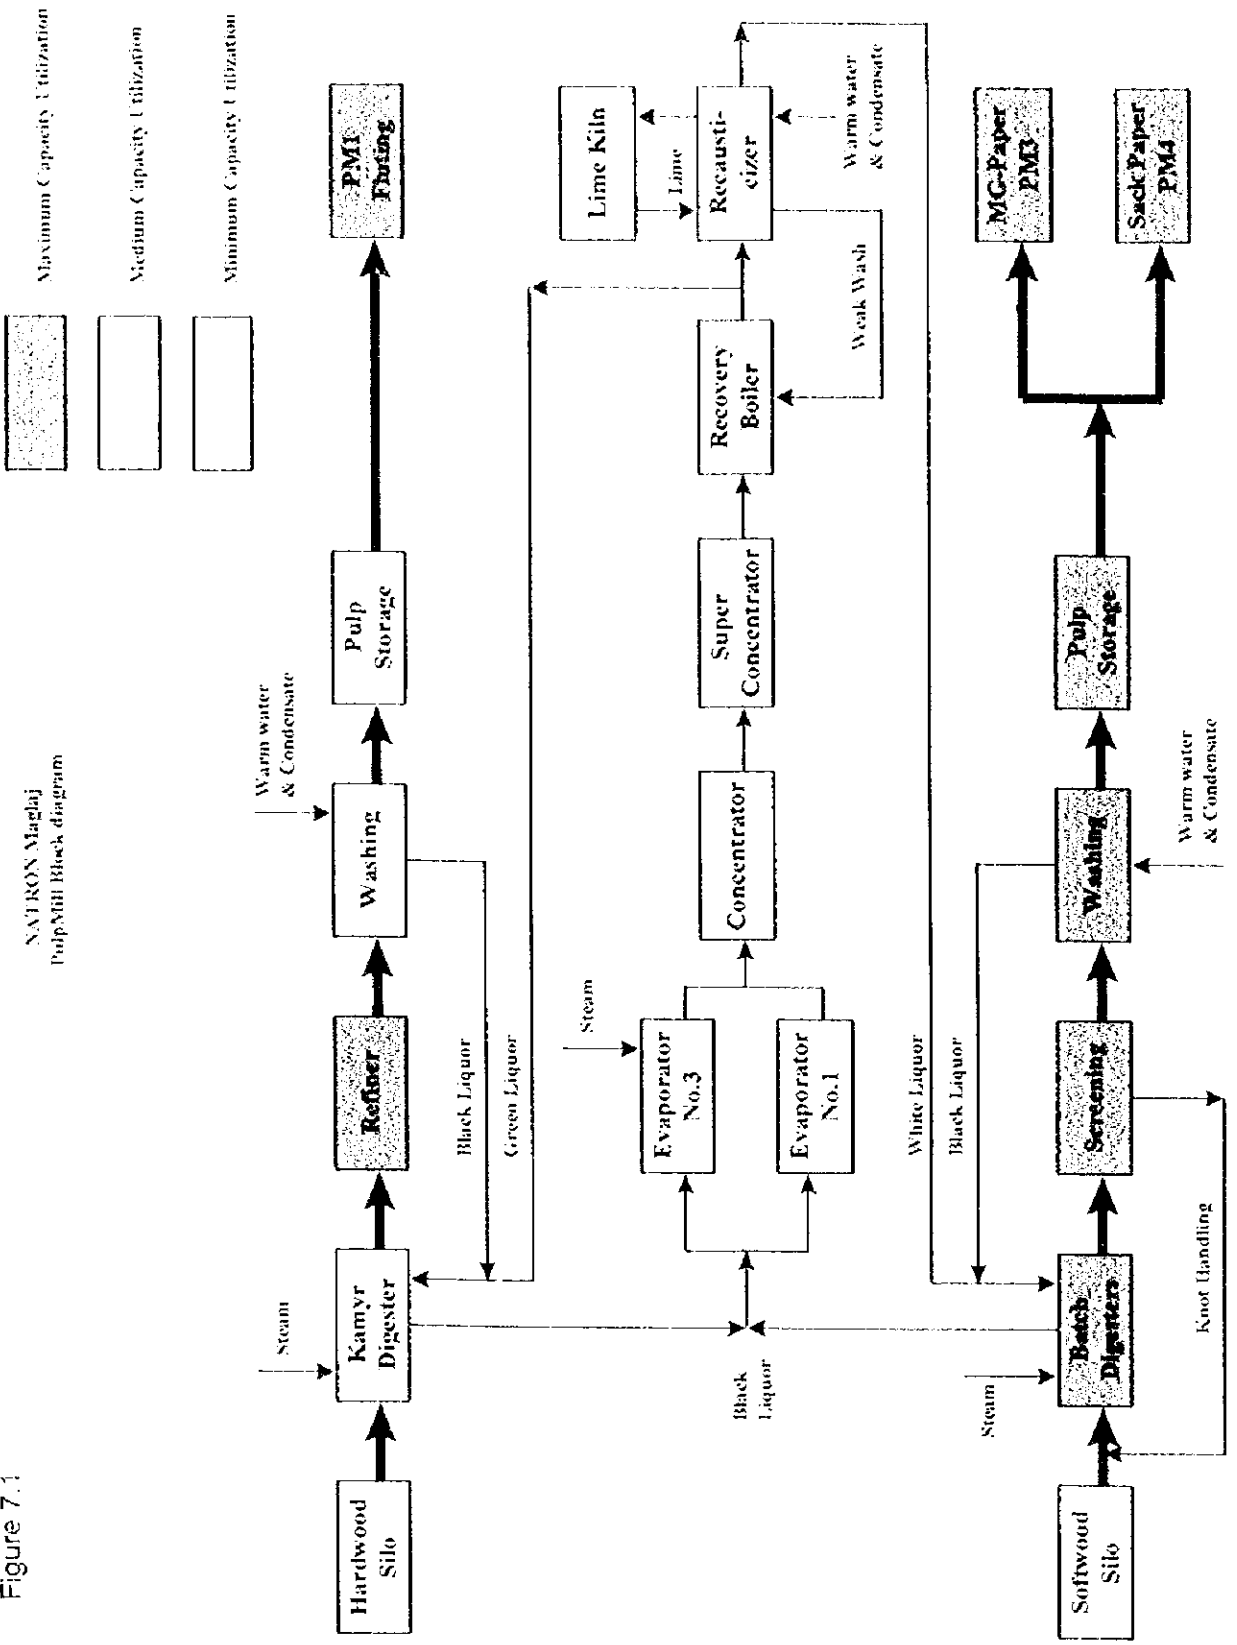 Figure 7.1
NATRON Maglaj
PulpMill Block diagram
Maximum Capacity Utilization
Medium Capacity Utilization
Minimum Capacity Utilization
Hardwood
Silo
Steam
Kamyr
Digester
Refiner
Warm water
& Condensate
Washing
Pulp
Storage
PM1
Fluting
Black Liquor
Green Liquor
Black
Liquor
Steam
Evaporator
No.3
Evaporator
No.1
Concentrator
Super
Concentrator
Recovery
Boiler
Lime Kiln
Lime
Recausti-
cizer
Weak Wash
Warm water
& Condensate
White Liquor
Black Liquor
Softwood
Silo
Steam
Batch
Digesters
Screening
Washing
Pulp
Storage
MG-Paper
PM3
Sack Paper
PM4
Knot Handling
Warm water
& Condensate